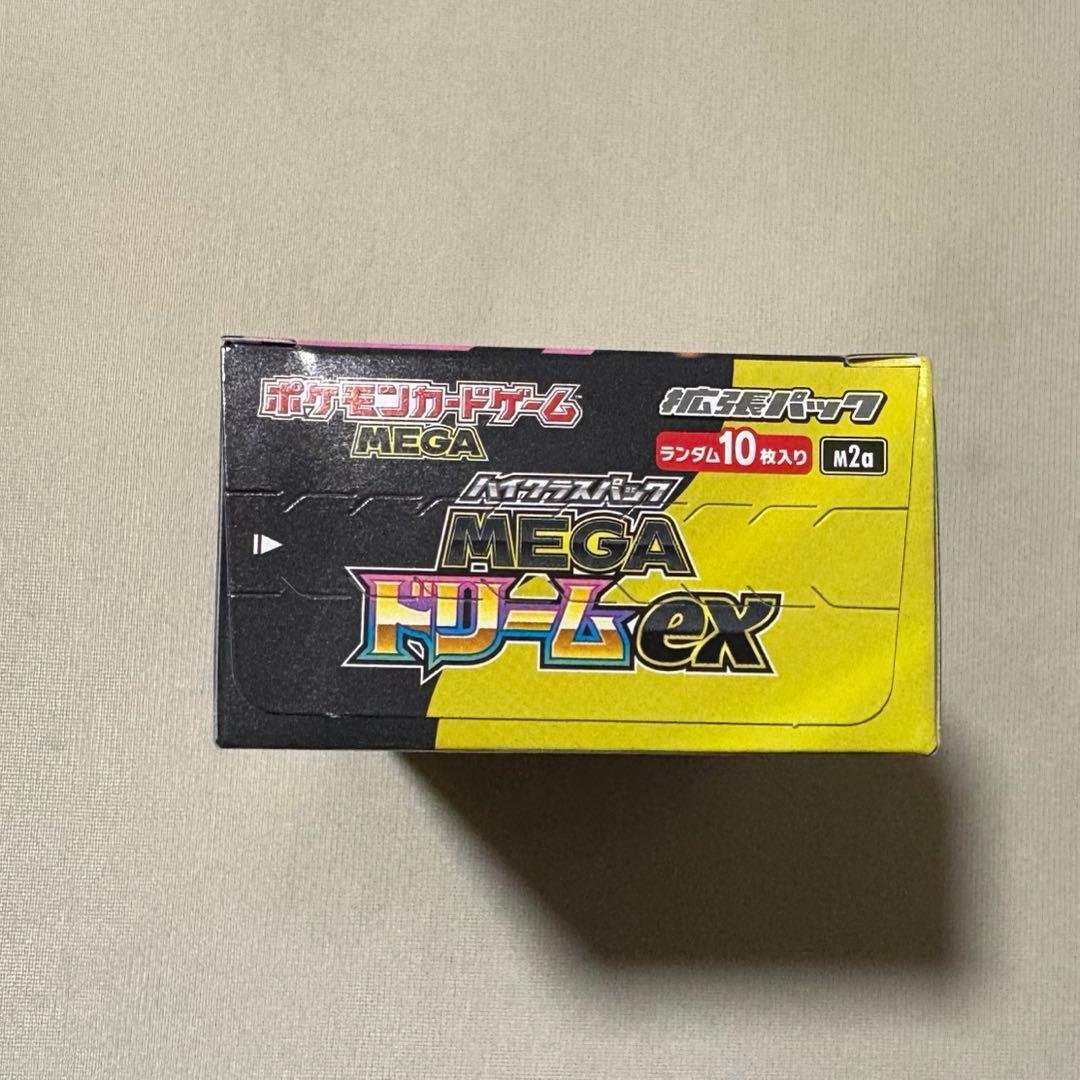 ポケモンカードゲーム
MEGA
拡張パック
ランダム10枚入り
M2a
ハイクラスパック
MEGA
ドリームex